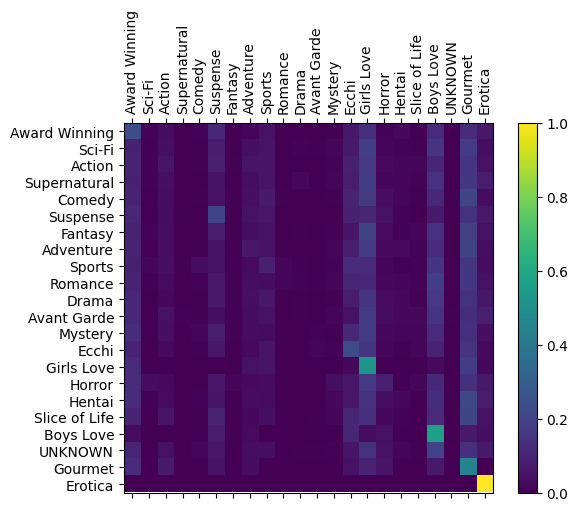 Award Winning
Sci-Fi
Action
Supernatural
Comedy
Suspense
Fantasy
Adventure
Sports
Romance
Drama
Avant Garde
Mystery
Ecchi
Girls Love
Horror
Hentai
Slice of Life
Boys Love
UNKNOWN
Gourmet
Erotica
Award Winning
Sci-Fi
Action
Supernatural
Comedy
Suspense
Fantasy
Adventure
Sports
Romance
Drama
Avant Garde
Mystery
Ecchi
Girls Love
Horror
Hentai
Slice of Life
Boys Love
UNKNOWN
Gourmet
Erotica
1.0
0.8
0.6
0.4
0.2
0.0